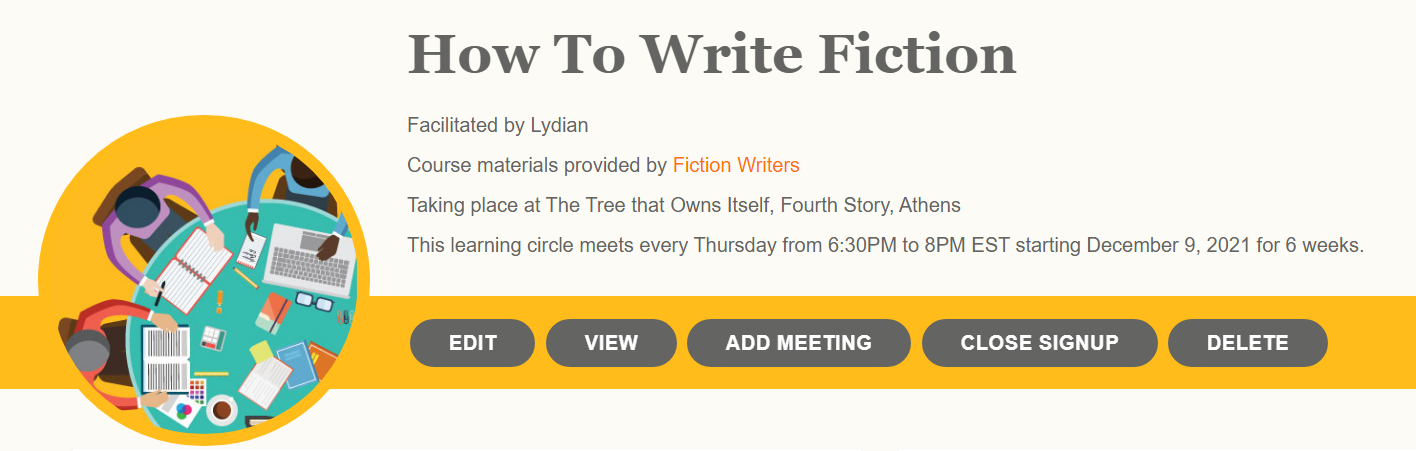 How To Write Fiction
Facilitated by Lydian
Course materials provided by Fiction Writers
Taking place at The Tree that Owns Itself, Fourth Story, Athens
This learning circle meets every Thursday from 6:30PM to 8PM EST starting December 9, 2021 for 6 weeks.
EDIT VIEW ADD MEETING CLOSE SIGNUP DELETE